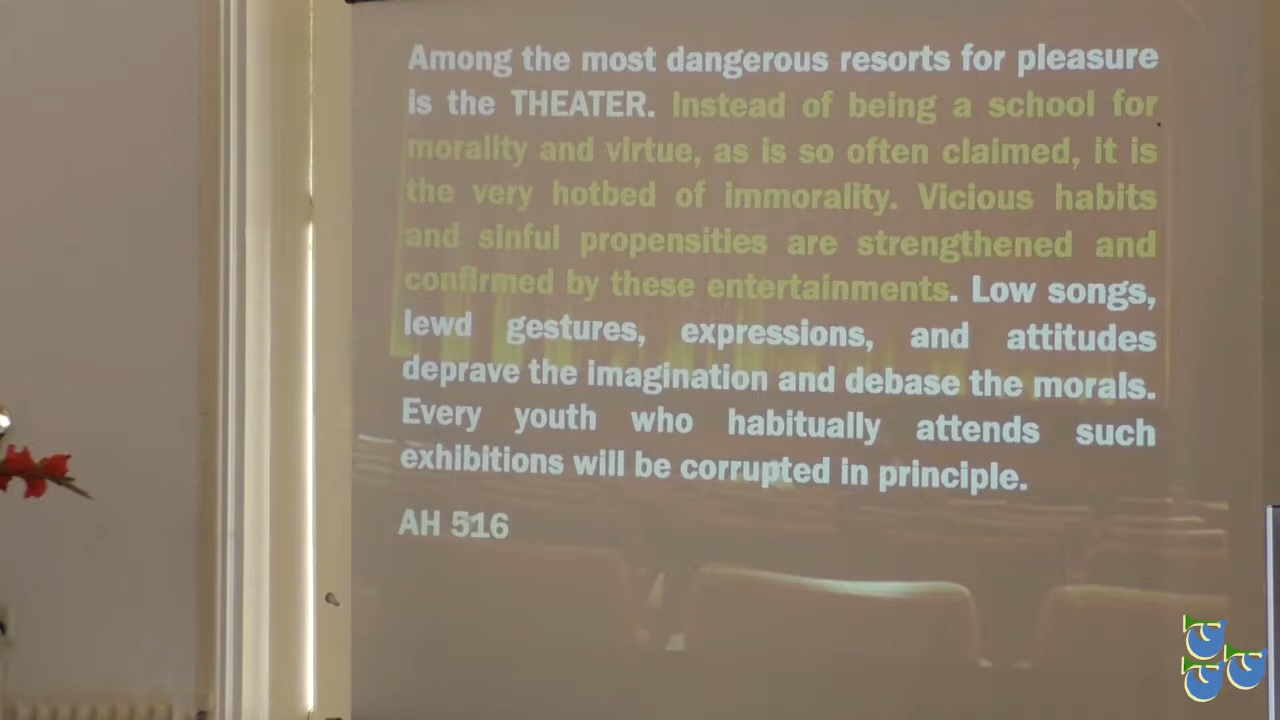 Among the most dangerous resorts for pleasure
is the THEATER. Instead of being a school for
morality and virtue, as is so often claimed, it is
the very hotbed of immorality. Vicious habits
and sinful propensities are strengthened and
confirmed by these entertainments. Low songs,
lewd gestures, expressions, and attitudes
deprave the imagination and debase the morals.
Every youth who habitually attends such
exhibitions will be corrupted in principle.
AH 516